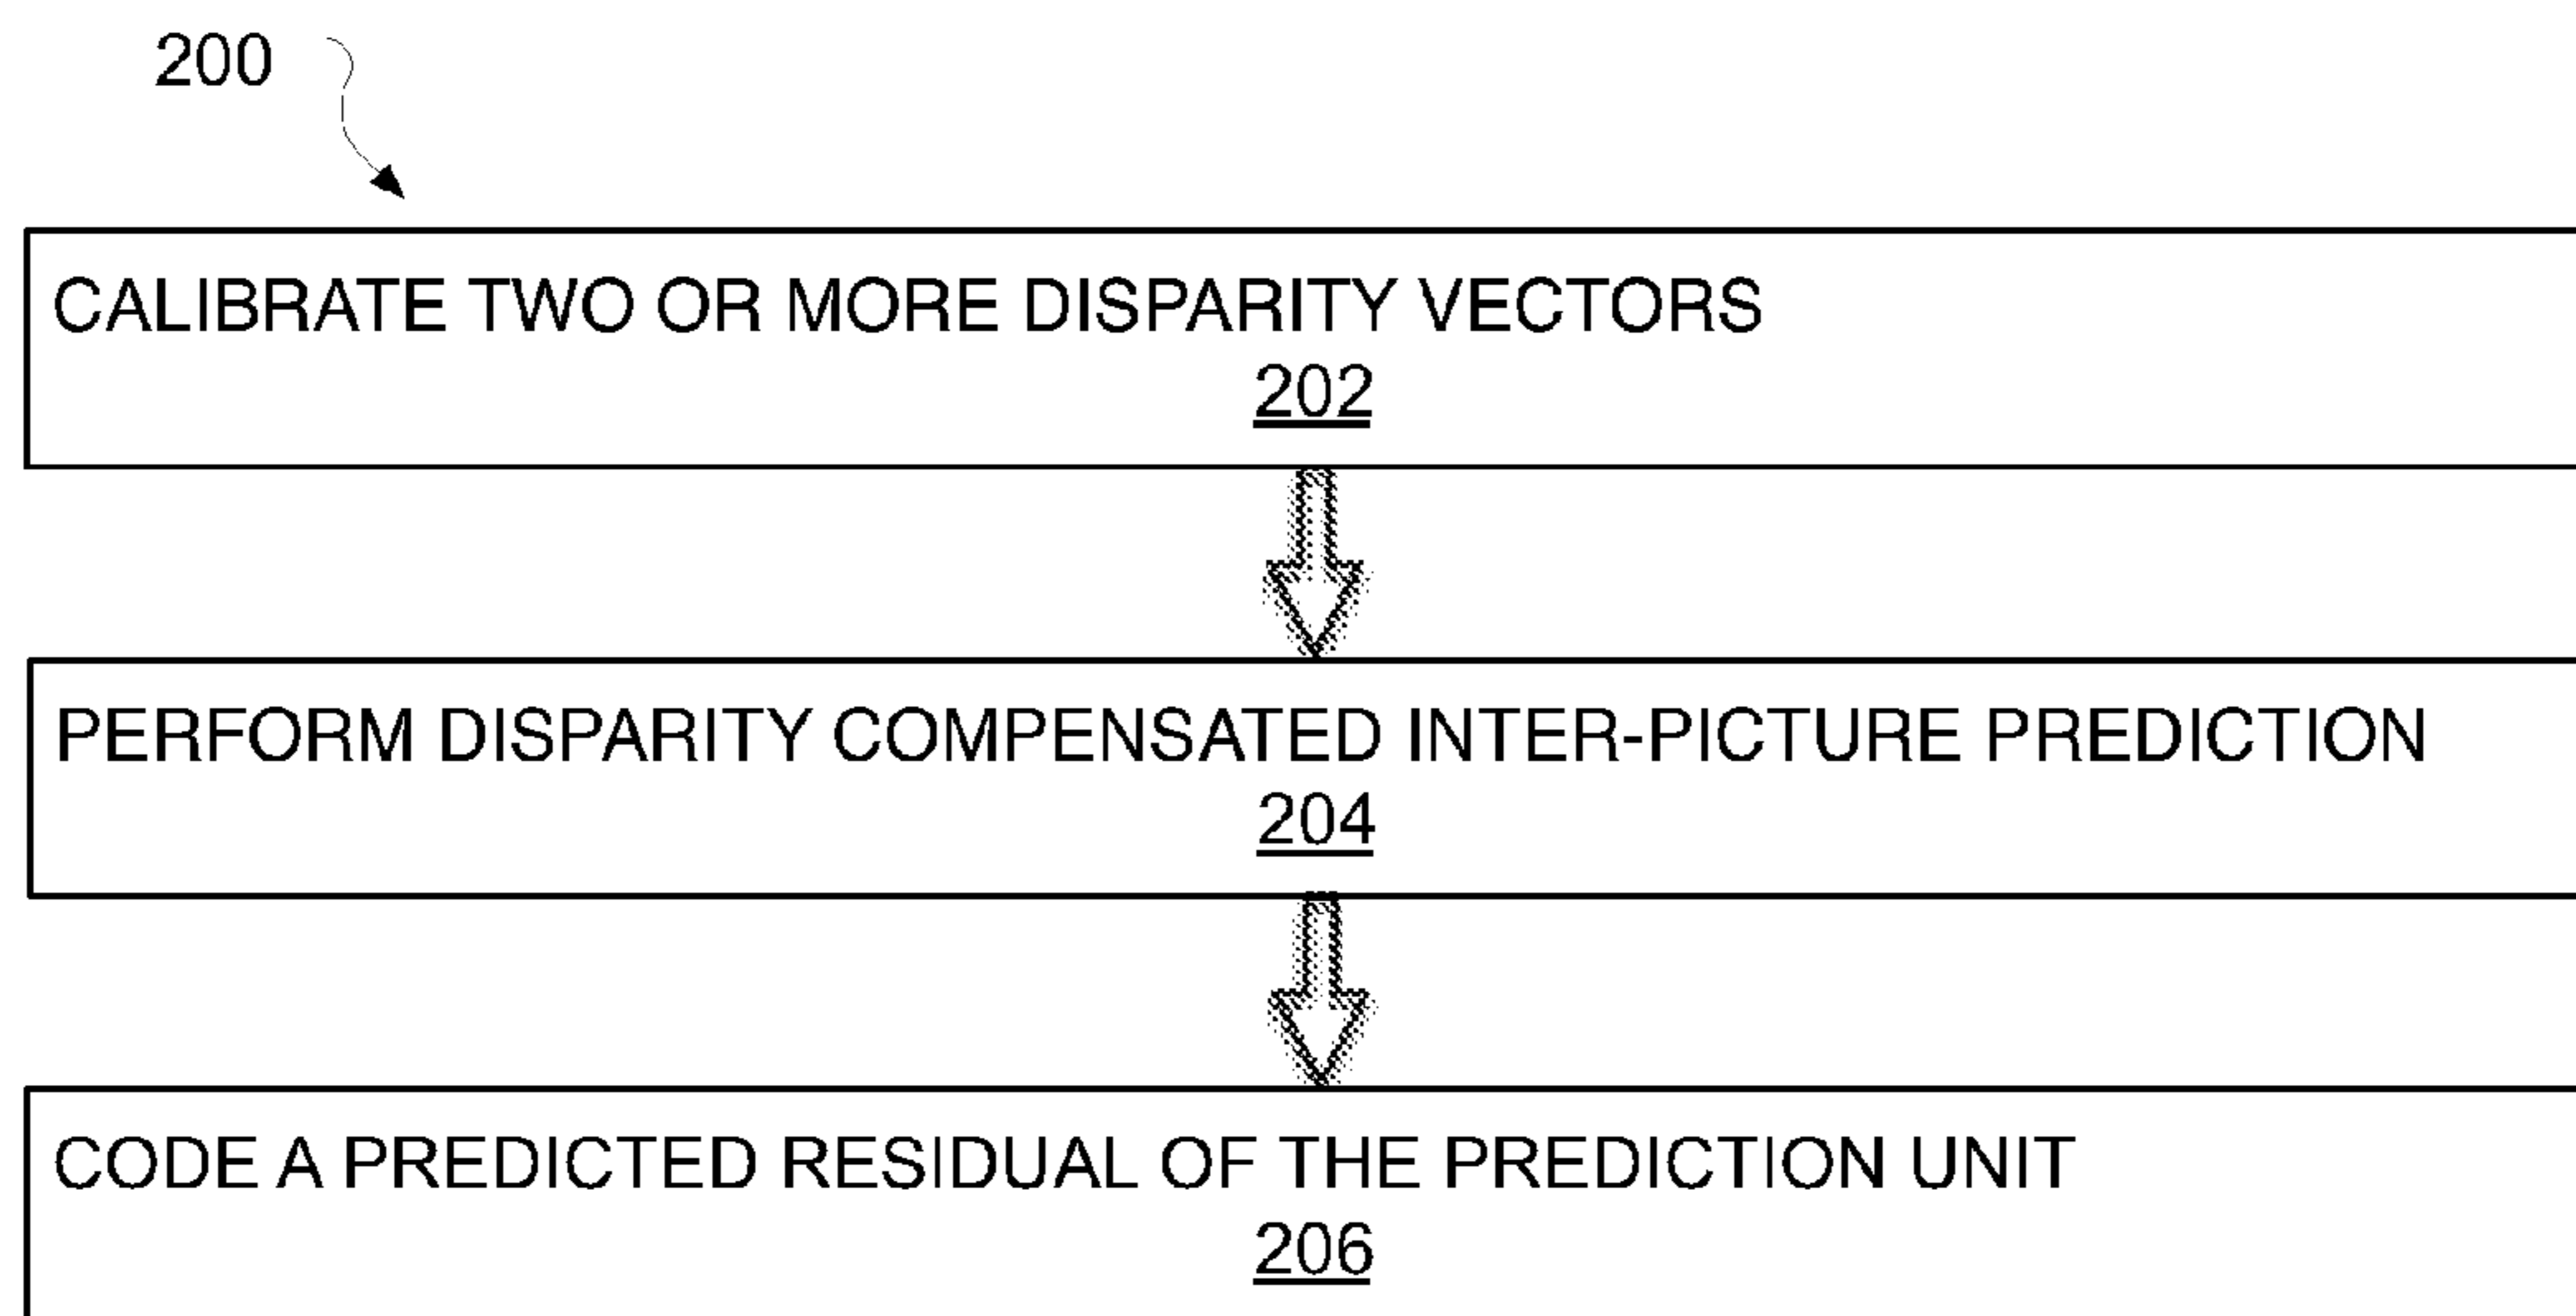 200
CALIBRATE TWO OR MORE DISPARITY VECTORS
202
PERFORM DISPARITY COMPENSATED INTER-PICTURE PREDICTION
204
CODE A PREDICTED RESIDUAL OF THE PREDICTION UNIT
206